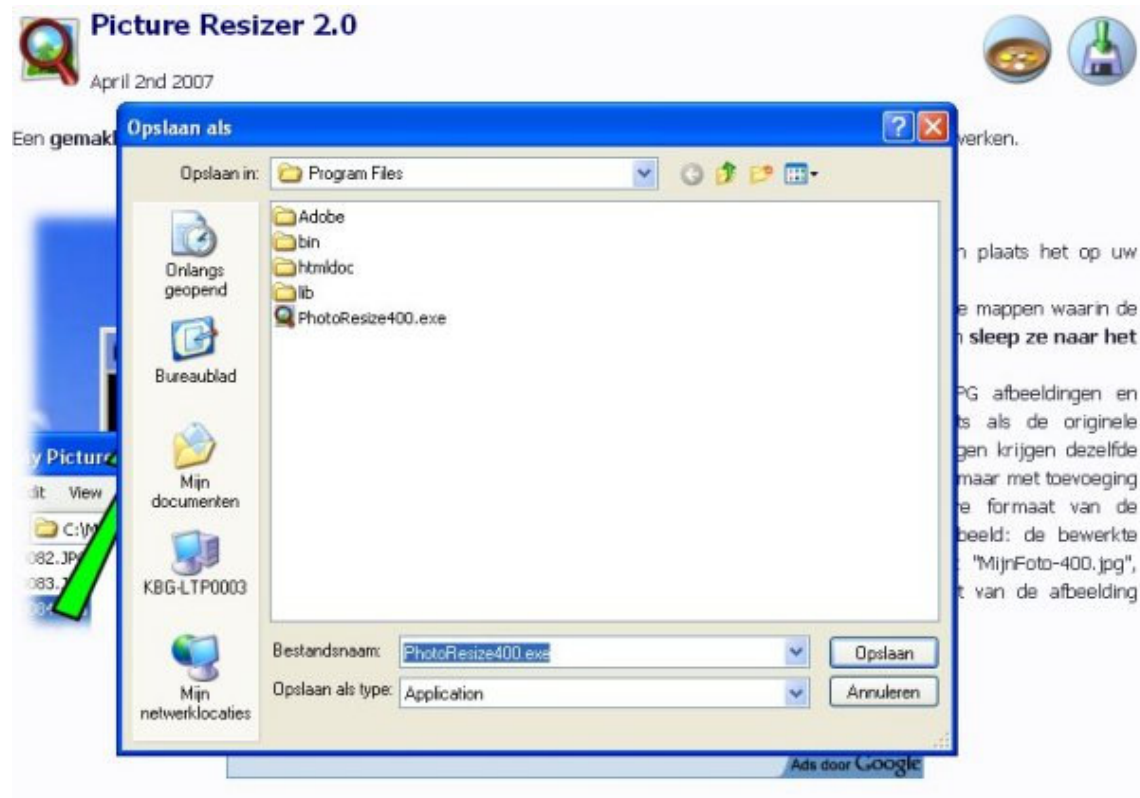 Picture Resizer 2.0
April 2nd 2007
Een gemakk
werken.
Opslaan als
Opslaan in:
Program Files
Onlangs
geopend
Bureaublad
Mijn
documenten
KBG-LTP0003
Mijn
netwerklocaties
Adobe
bin
htmldoc
lib
PhotoResize400.exe
Bestandsnaam:
PhotoResize400.exe
Opslaan
Opslaan als type:
Application
Annuleren
y Picture
dit View
C:\M
082.JPG
083.J
plaats het op uw
mappen waarin de
sleep ze naar het
PG afbeeldingen en
ts als de originele
gen krijgen dezelfde
maar met toevoeging
formaat van de
beeld: de bewerkte
"MijnFoto-400.jpg",
t van de afbeelding
Ads door Google